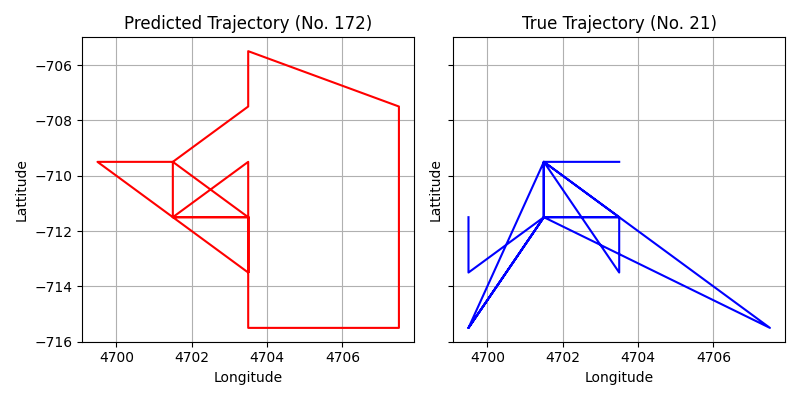 Predicted Trajectory (No. 172)
True Trajectory (No. 21)
−706
−708
−710
−712
−714
−716
Lattitude
4700
4702
4704
4706
Longitude
Lattitude
4700
4702
4704
4706
Longitude